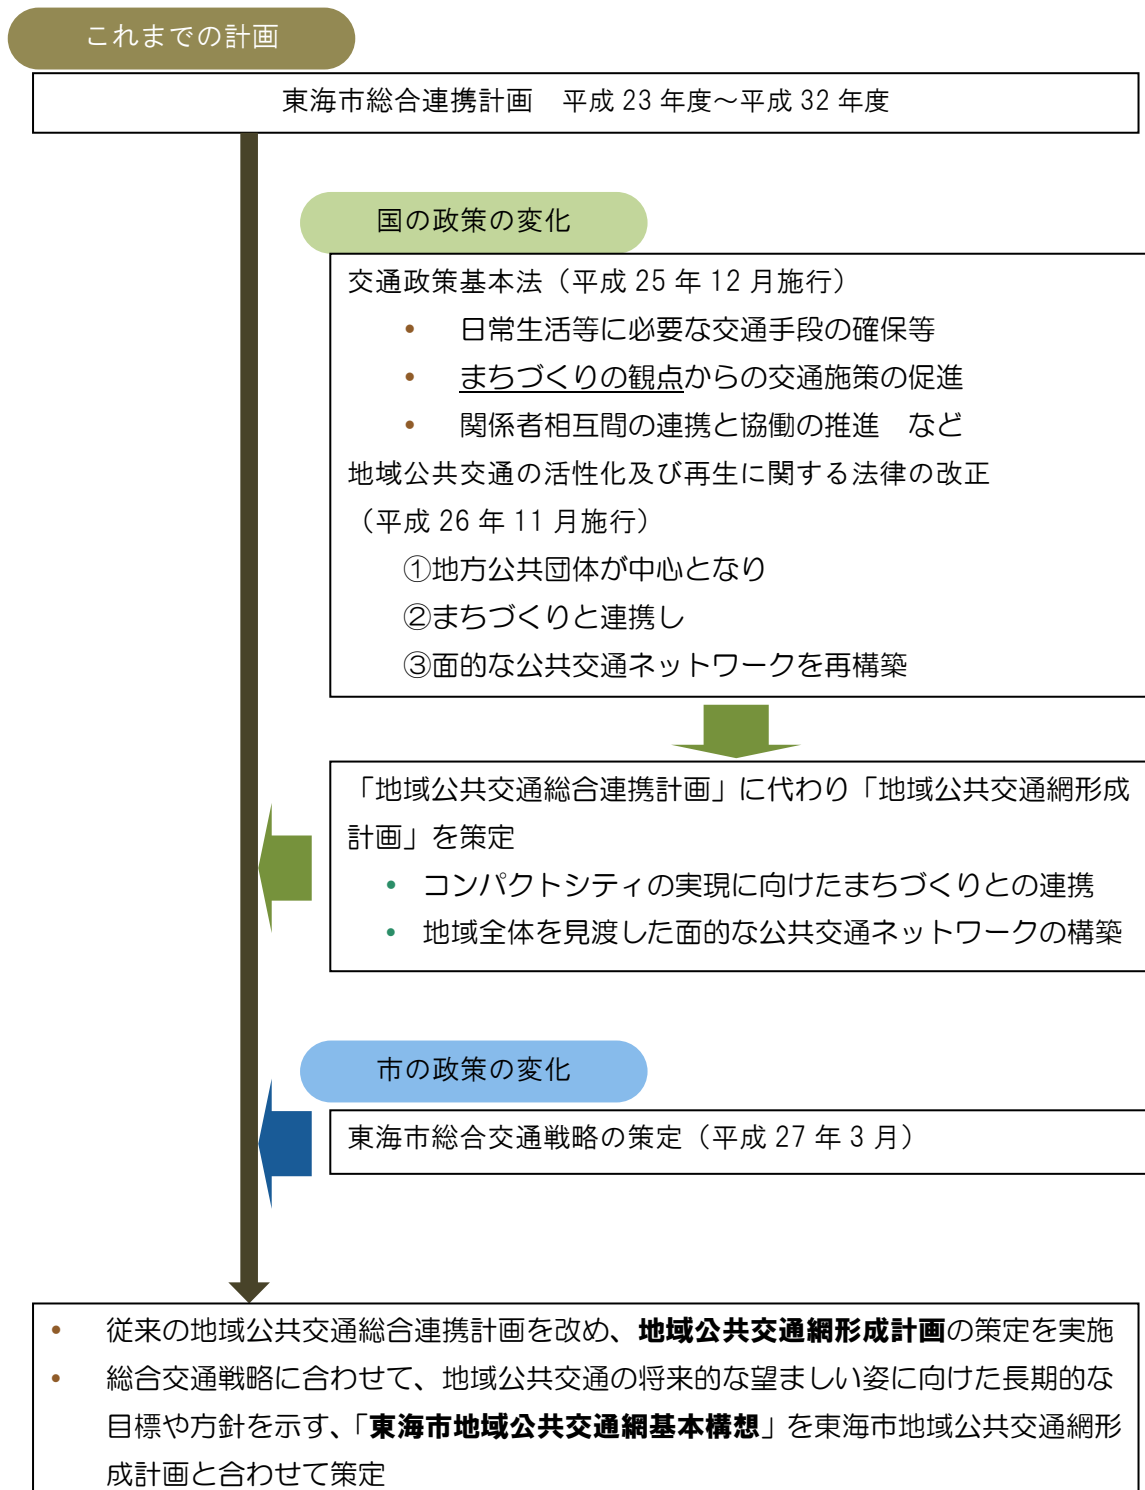 これまでの計画
東海市総合連携計画　平成 23 年度～平成 32 年度
国の政策の変化
交通政策基本法（平成 25 年 12 月施行）
• 日常生活等に必要な交通手段の確保等
• まちづくりの観点からの交通施策の促進
• 関係者相互間の連携と協働の推進　など
地域公共交通の活性化及び再生に関する法律の改正
（平成 26 年 11 月施行）
①地方公共団体が中心となり
②まちづくりと連携し
③面的な公共交通ネットワークを再構築
「地域公共交通総合連携計画」に代わり「地域公共交通網形成
計画」を策定
• コンパクトシティの実現に向けたまちづくりとの連携
• 地域全体を見渡した面的な公共交通ネットワークの構築
市の政策の変化
東海市総合交通戦略の策定（平成 27 年 3 月）
• 従来の地域公共交通総合連携計画を改め、地域公共交通網形成計画の策定を実施
• 総合交通戦略に合わせて、地域公共交通の将来的な望ましい姿に向けた長期的な
目標や方針を示す、「東海市地域公共交通網基本構想」を東海市地域公共交通網形
成計画と合わせて策定